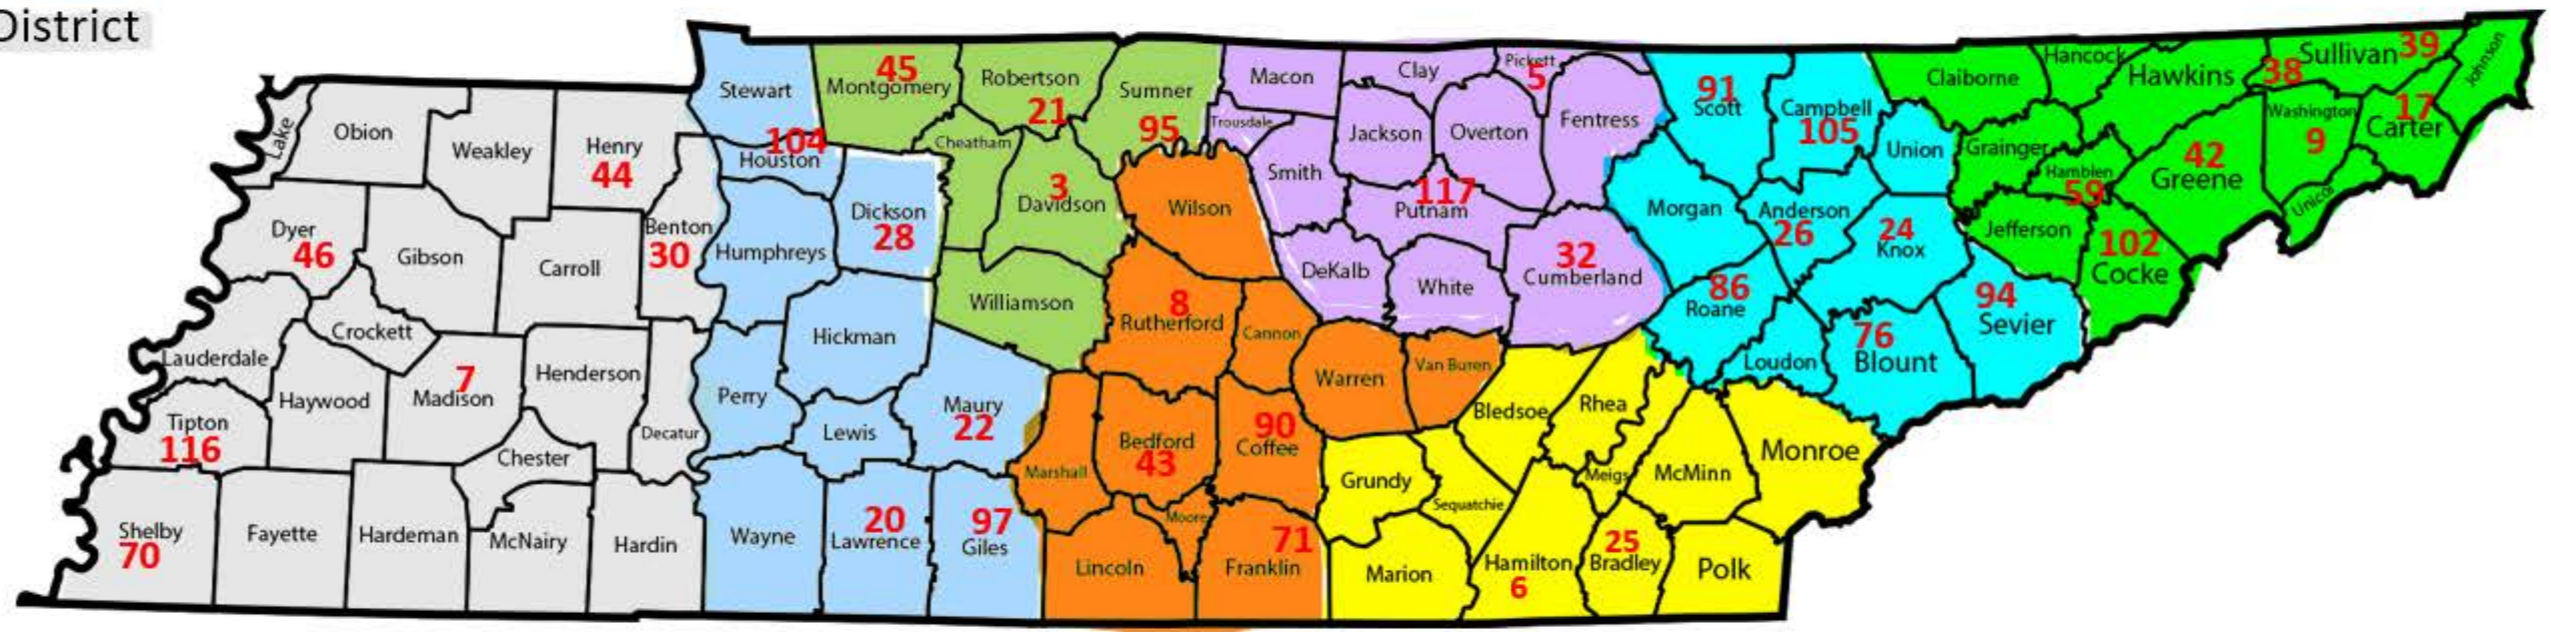 District
Lake
Obion
Weakley
Henry
44
Stewart
104
Houston
45
Montgomery
Robertson
21
Sumner
95
Cheatham
3
Davidson
Macon
Trousdale
Smith
Clay
Pickett
5
Jackson
Overton
Fentress
117
Putnam
91
Scott
Campbell
105
Union
Claiborne
Hancock
Hawkins
Sullivan
39
38
Johnson
Grainger
Hamblen
59
42
Greene
Washington
9
17
Carter
Unicoi
Dyer
46
Gibson
Carroll
Benton
30
Humphreys
Dickson
28
Wilson
Williamson
8
Rutherford
Cannon
DeKalb
White
32
Cumberland
Morgan
Anderson
26
24
Knox
Jefferson
102
Cocke
86
Roane
Loudon
76
Blount
94
Sevier
Lauderdale
Crockett
Haywood
7
Madison
Henderson
Decatur
Perry
Hickman
Lewis
Maury
22
Marshall
Bedford
43
90
Coffee
Warren
Van Buren
Bledsoe
Rhea
Meigs
McMinn
Monroe
Tipton
116
Chester
Shelby
70
Fayette
Hardeman
McNairy
Hardin
Wayne
20
Lawrence
97
Giles
Lincoln
Moore
71
Franklin
Grundy
Sequatchie
Marion
Hamilton
6
25
Bradley
Polk